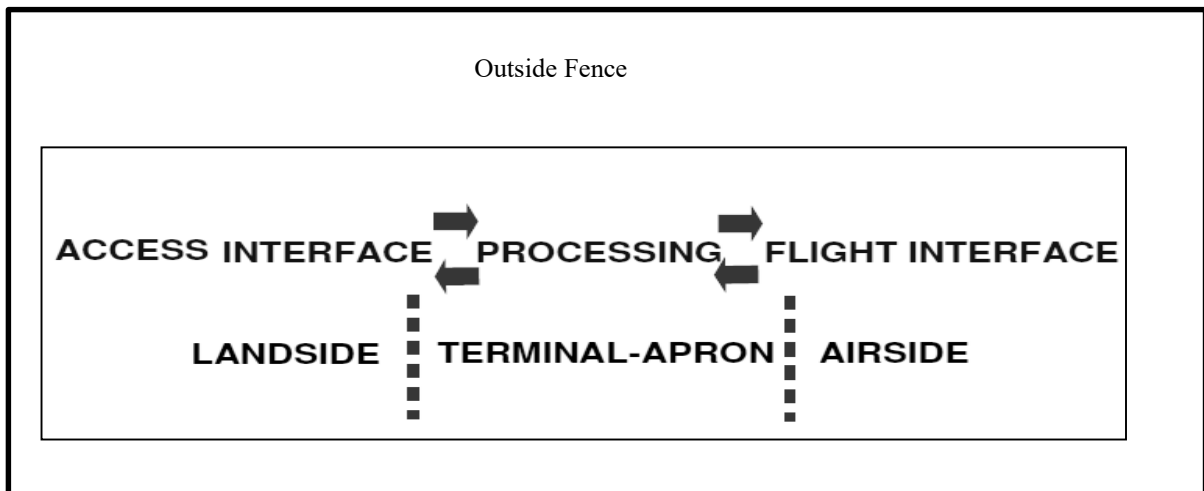 Outside Fence
ACCESS INTERFACE PROCESSING FLIGHT INTERFACE
LANDSIDE TERMINAL-APRON AIRSIDE